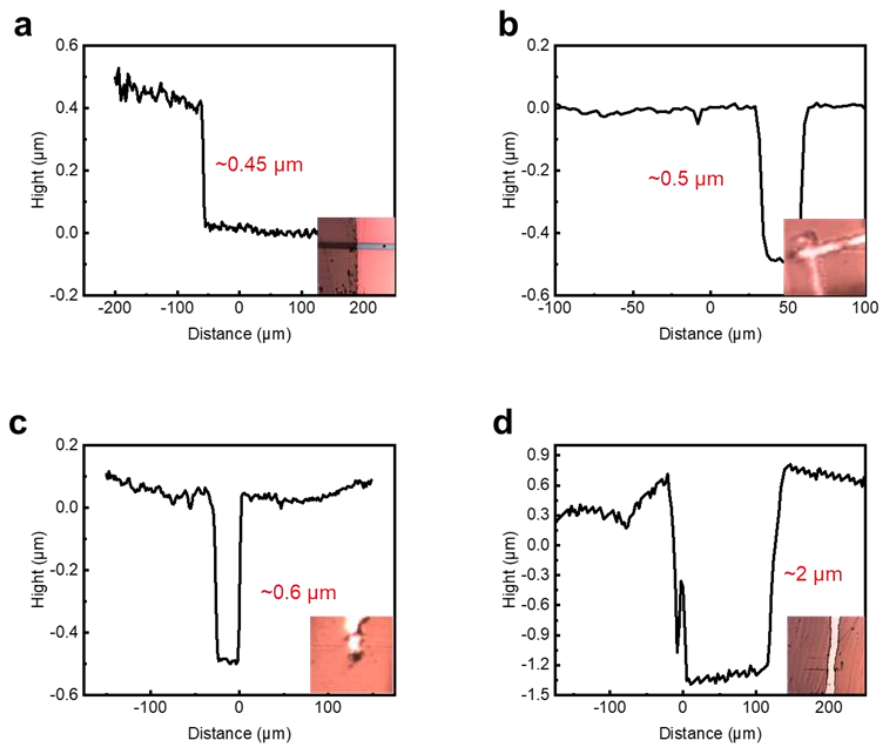 a
0.6
0.4
0.2
0.0
-0.2
Hight (μm)
~0.45 μm
-200 -100 0 100 200
Distance (μm)
b
0.0
-0.2
-0.4
-0.6
Hight (μm)
~0.5 μm
-100 -50 0 50 100
Distance (μm)
c
0.2
0.0
-0.2
-0.4
-0.6
Hight (μm)
~0.6 μm
-100 0 100
Distance (μm)
d
0.9
0.6
0.3
0.0
-0.3
-0.6
-0.9
-1.2
-1.5
Hight (μm)
~2 μm
-100 0 100 200
Distance (μm)